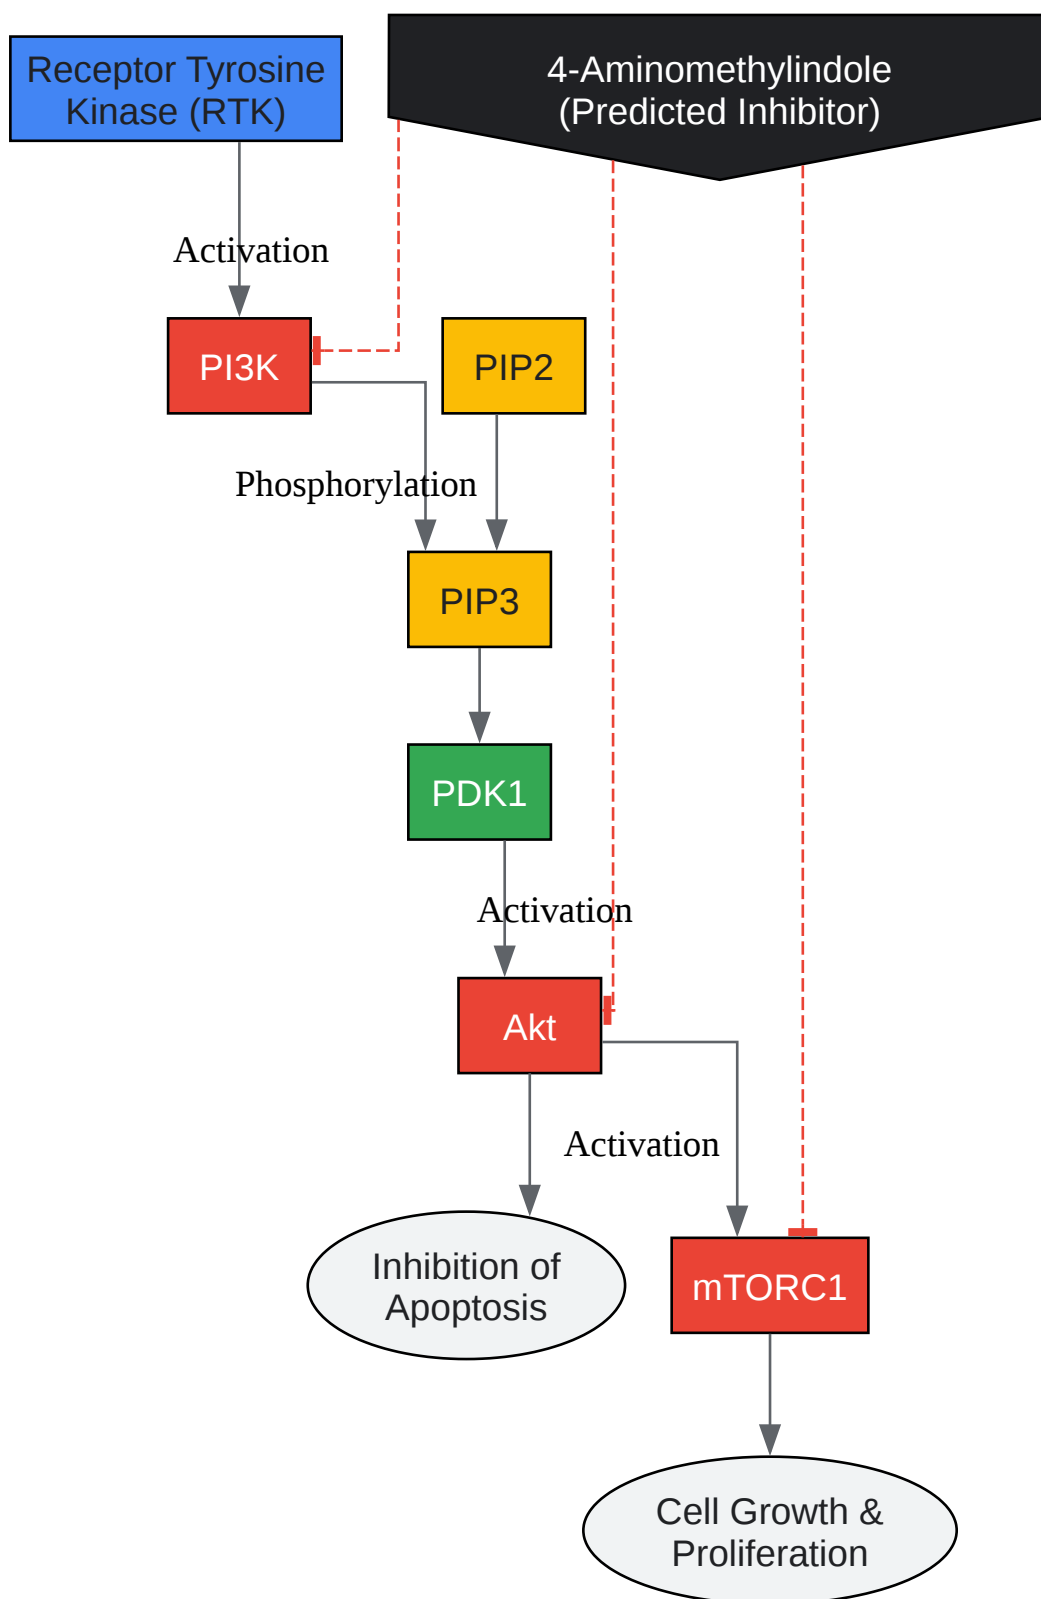 Receptor Tyrosine
Kinase (RTK)
4-Aminomethylindole
(Predicted Inhibitor)
Activation
PI3K
PIP2
Phosphorylation
PIP3
PDK1
Activation
Akt
Activation
Inhibition of
Apoptosis
mTORC1
Cell Growth &
Proliferation